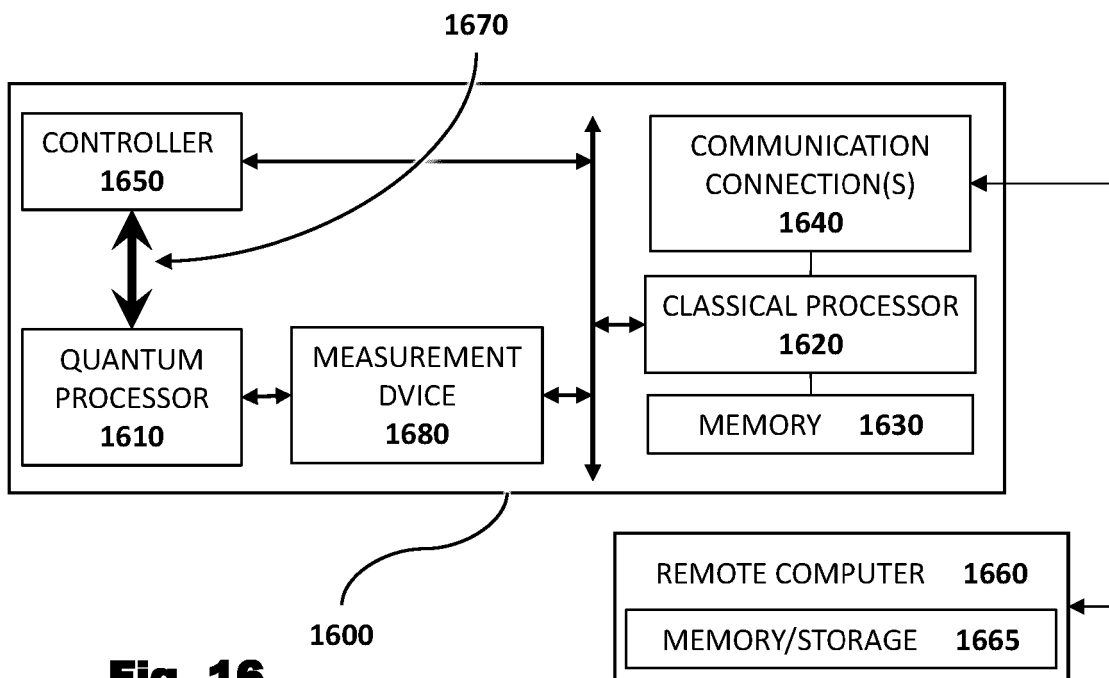 1670
CONTROLLER
1650
COMMUNICATION
CONNECTION(S)
1640
CLASSICAL PROCESSOR
1620
QUANTUM
PROCESSOR
1610
MEASUREMENT
DVICE
1680
MEMORY 1630
REMOTE COMPUTER 1660
MEMORY/STORAGE 1665
1600
Fig. 16